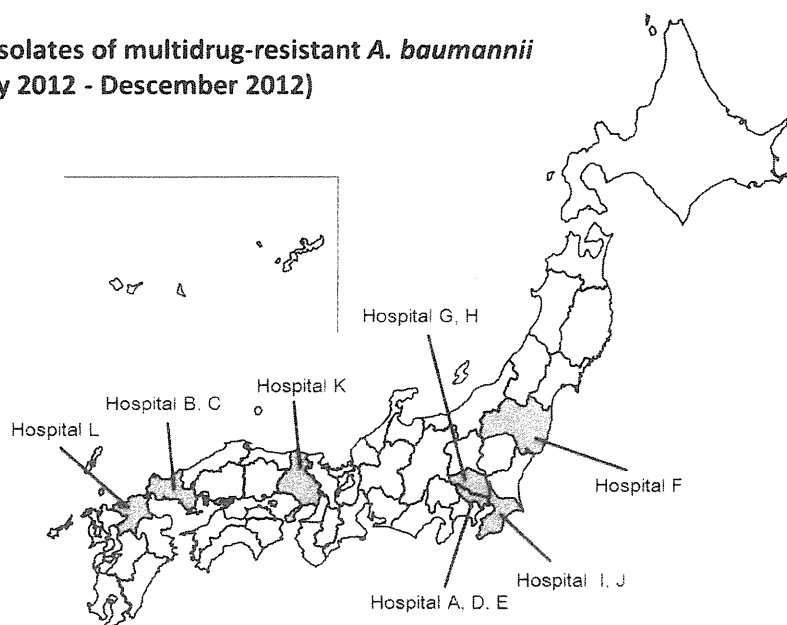 solates of multidrug-resistant A. baumannii
y 2012 - Descember 2012)
Hospital G, H
Hospital K
Hospital B. C
Hospital L
Hospital F
Hospital I, J
Hospital A, D. E